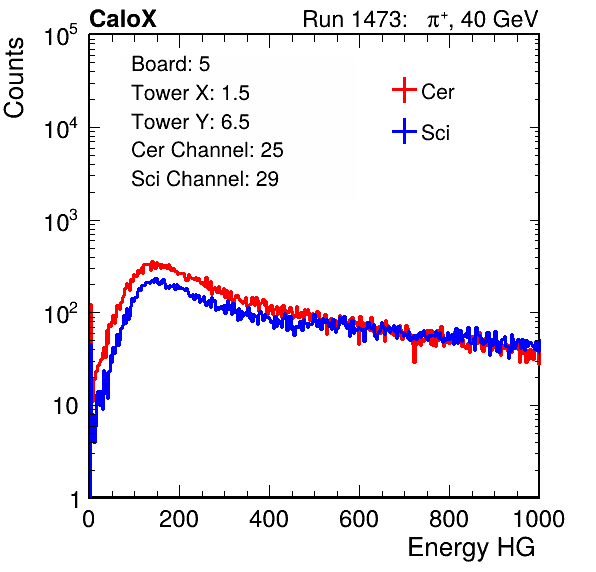 CaloX Run 1473: π⁺, 40 GeV
Counts
Board: 5
Tower X: 1.5
Tower Y: 6.5
Cer Channel: 25
Sci Channel: 29
Cer
Sci
10⁵
10⁴
10³
10²
10
1
0 200 400 600 800 1000
Energy HG